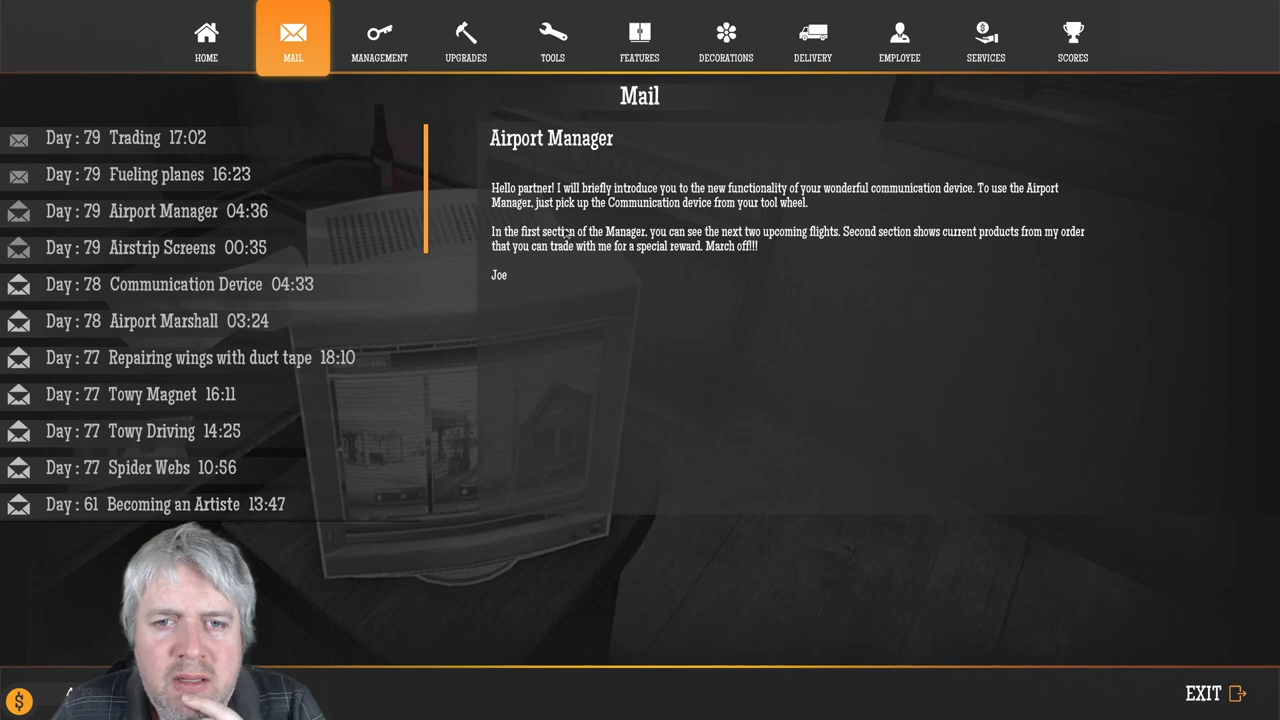 HOME
MAIL
MANAGEMENT
UPGRADES
TOOLS
FEATURES
DECORATIONS
DELIVERY
EMPLOYEE
SERVICES
SCORES
Mail
Day : 79 Trading 17:02
Day : 79 Fueling planes 16:23
Day : 79 Airport Manager 04:36
Day : 79 Airstrip Screens 00:35
Day : 78 Communication Device 04:33
Day : 78 Airport Marshall 03:24
Day : 77 Repairing wings with duct tape 18:10
Day : 77 Towy Magnet 16:11
Day : 77 Towy Driving 14:25
Day : 77 Spider Webs 10:56
Day : 61 Becoming an Artiste 13:47
Airport Manager
Hello partner! I will briefly introduce you to the new functionality of your wonderful communication device. To use the Airport
Manager, just pick up the Communication device from your tool wheel.
In the first section of the Manager, you can see the next two upcoming flights. Second section shows current products from my order
that you can trade with me for a special reward. March off!!!
Joe
$
EXIT